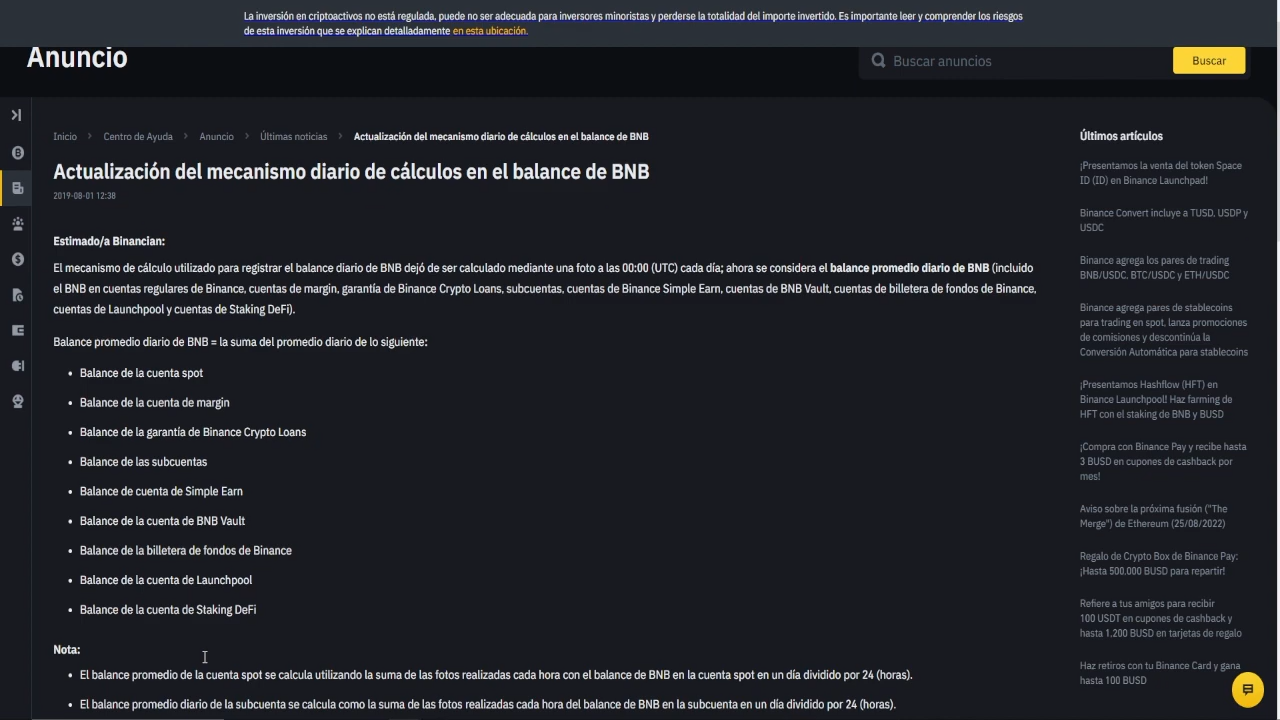 La inversión en criptoactivos no está regulada, puede no ser adecuada para inversores minoristas y perderse la totalidad del importe invertido. Es importante leer y comprender los riesgos
de esta inversión que se explican detalladamente en esta ubicación.
Anuncio
Buscar anuncios
Buscar
Inicio > Centro de Ayuda > Anuncio > Últimas noticias > Actualización del mecanismo diario de cálculos en el balance de BNB
Actualización del mecanismo diario de cálculos en el balance de BNB
2019-08-01 12:38
Estimado/a Binancian:
El mecanismo de cálculo utilizado para registrar el balance diario de BNB dejó de ser calculado mediante una foto a las 00:00 (UTC) cada día; ahora se considera el balance promedio diario de BNB (incluido
el BNB en cuentas regulares de Binance, cuentas de margin, garantía de Binance Crypto Loans, subcuentas, cuentas de Binance Simple Earn, cuentas de BNB Vault, cuentas de billetera de fondos de Binance,
cuentas de Launchpool y cuentas de Staking DeFi).
Balance promedio diario de BNB = la suma del promedio diario de lo siguiente:
• Balance de la cuenta spot
• Balance de la cuenta de margin
• Balance de la garantía de Binance Crypto Loans
• Balance de las subcuentas
• Balance de cuenta de Simple Earn
• Balance de la cuenta de BNB Vault
• Balance de la billetera de fondos de Binance
• Balance de la cuenta de Launchpool
• Balance de la cuenta de Staking DeFi
Nota:
• El balance promedio de la cuenta spot se calcula utilizando la suma de las fotos realizadas cada hora con el balance de BNB en la cuenta spot en un día dividido por 24 (horas).
• El balance promedio diario de la subcuenta se calcula como la suma de las fotos realizadas cada hora del balance de BNB en la subcuenta en un día dividido por 24 (horas).
Últimos artículos
¡Presentamos la venta del token Space
ID (ID) en Binance Launchpad!
Binance Convert incluye a TUSD, USDP y
USDC
Binance agrega los pares de trading
BNB/USDC, BTC/USDC y ETH/USDC
Binance agrega pares de stablecoins
para trading en spot, lanza promociones
de comisiones y descontinúa la
Conversión Automática para stablecoins
¡Presentamos Hashflow (HFT) en
Binance Launchpool! Haz farming de
HFT con el staking de BNB y BUSD
¡Compra con Binance Pay y recibe hasta
3 BUSD en cupones de cashback por
mes!
Aviso sobre la próxima fusión ("The
Merge") de Ethereum (25/08/2022)
Regalo de Crypto Box de Binance Pay:
¡Hasta 500.000 BUSD para repartir!
Refiere a tus amigos para recibir
100 USDT en cupones de cashback y
hasta 1.200 BUSD en tarjetas de regalo
Haz retiros con tu Binance Card y gana
hasta 100 BUSD